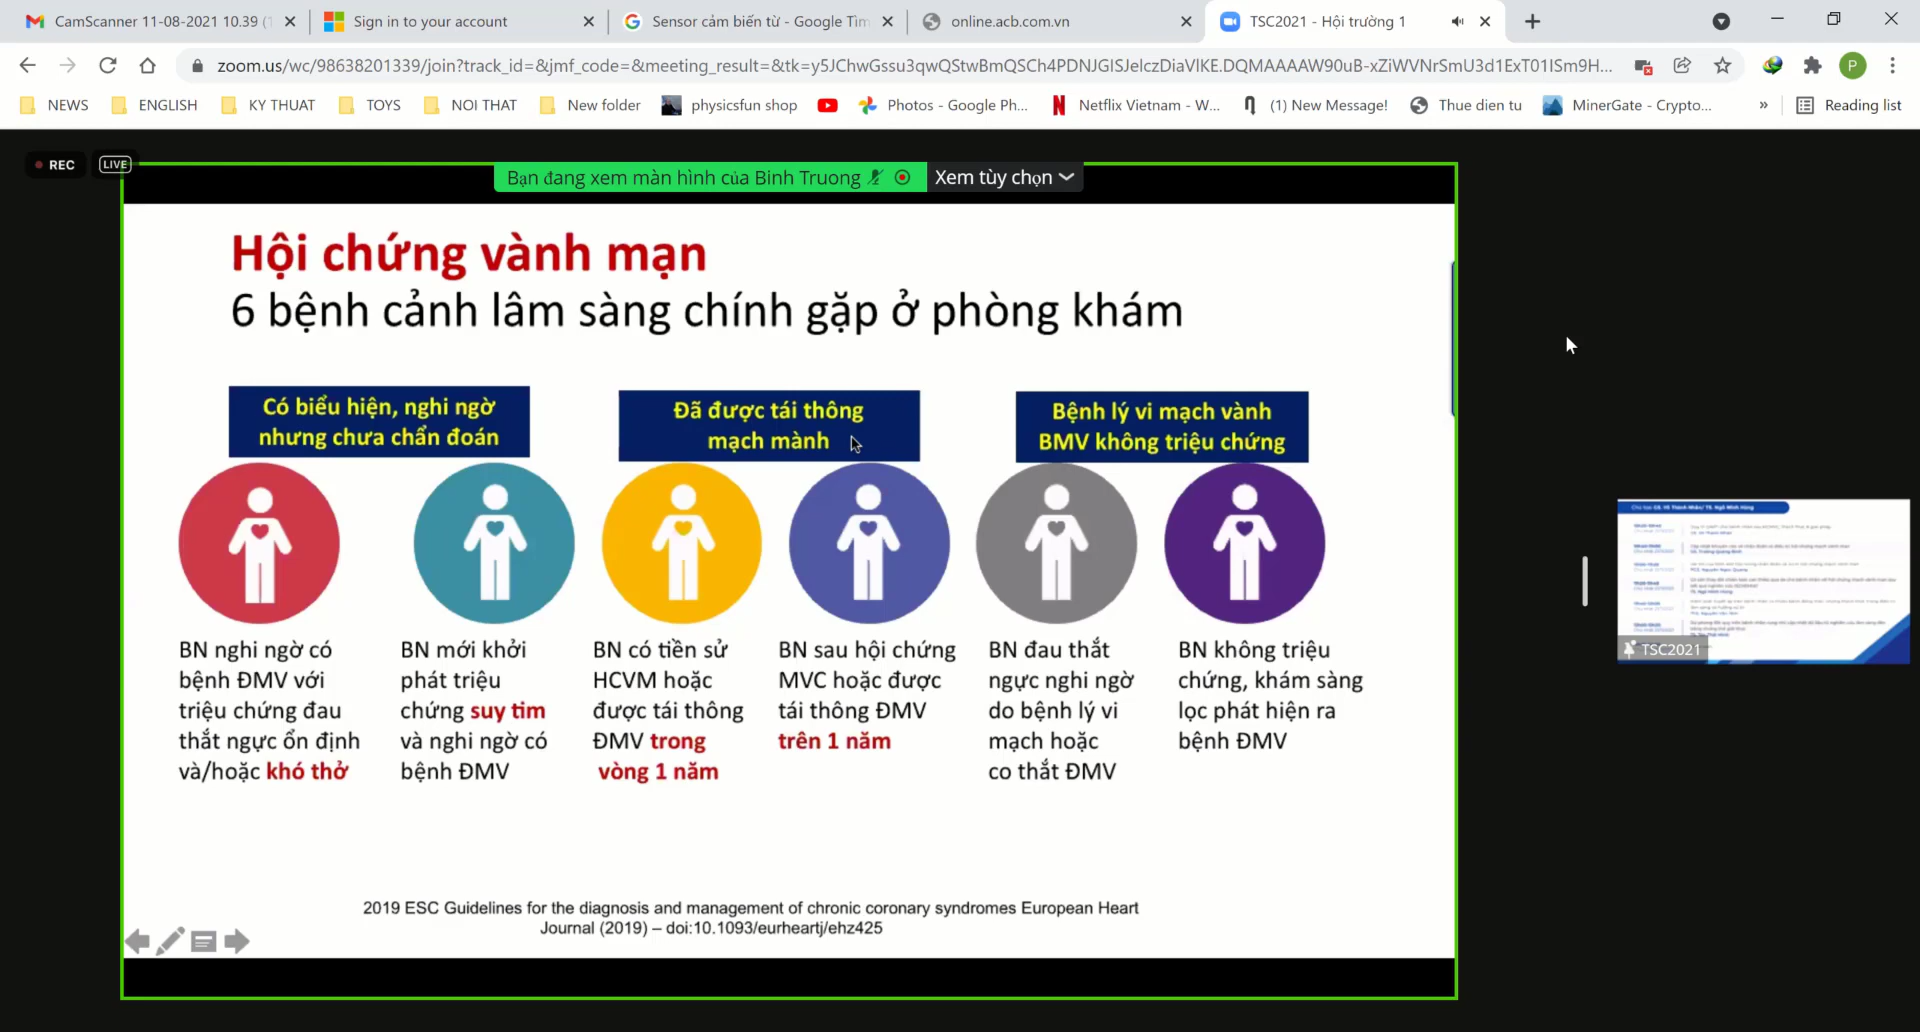 CamScanner 11-08-2021 10.39 (1
Sign in to your account
Sensor cảm biến từ - Google Tìm
online.acb.com.vn
TSC2021 - Hội trường 1
zoom.us/wc/98638201339/join?track_id=&jmf_code=&meeting_result=&tk=
P
NEWS
ENGLISH
KY THUAT
TOYS
NOI THAT
New folder
physicsfun shop
Photos - Google Ph...
Netflix Vietnam - W...
(1) New Message!
Thue dien tu
MinerGate - Crypto...
»
Reading list
REC
LIVE
Bạn đang xem màn hình của Binh Truong
Xem tùy chọn
Hội chứng vành mạn
6 bệnh cảnh lâm sàng chính gặp ở phòng khám
Có biểu hiện, nghi ngờ
nhưng chưa chẩn đoán
Đã được tái thông
mạch mành
Bệnh lý vi mạch vành
BMV không triệu chứng
BN nghi ngờ có
bệnh ĐMV với
triệu chứng đau
thắt ngực ổn định
và/hoặc khó thở
BN mới khởi
phát triệu
chứng suy tim
và nghi ngờ có
bệnh ĐMV
BN có tiền sử
HCVM hoặc
được tái thông
ĐMV trong
vòng 1 năm
BN sau hội chứng
MVC hoặc được
tái thông ĐMV
trên 1 năm
BN đau thắt
ngực nghi ngờ
do bệnh lý vi
mạch hoặc
co thắt ĐMV
BN không triệu
chứng, khám sàng
lọc phát hiện ra
bệnh ĐMV
2019 ESC Guidelines for the diagnosis and management of chronic coronary syndromes European Heart
Journal (2019) – doi:10.1093/eurheartj/ehz425
TSC2021